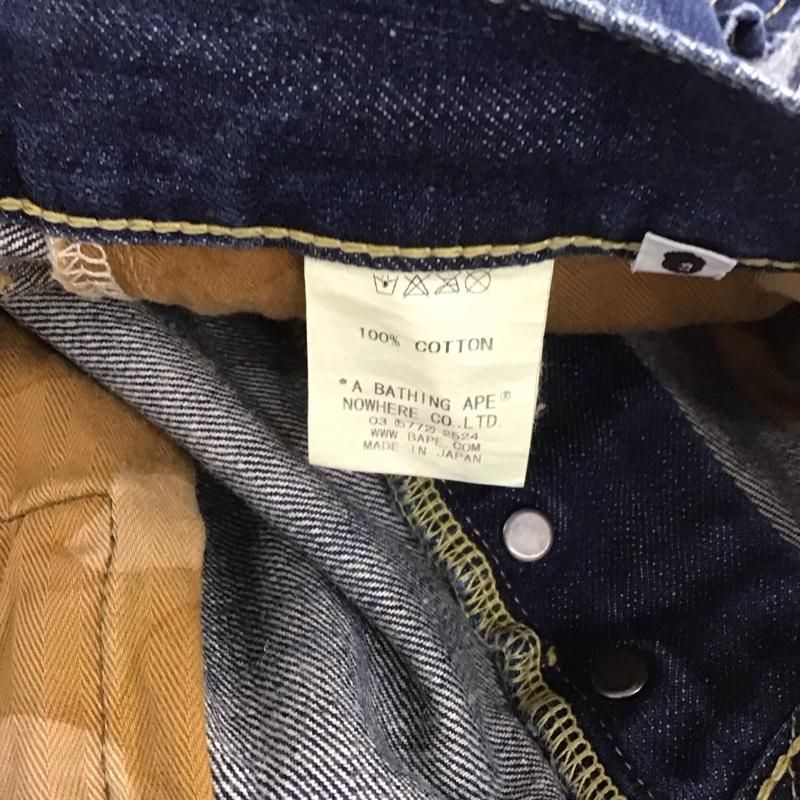 100% COTTON
*A BATHING APE®
NOWHERE CO.,LTD.
03 (5772) 2524
WWW. BAPE. COM
MADE IN JAPAN